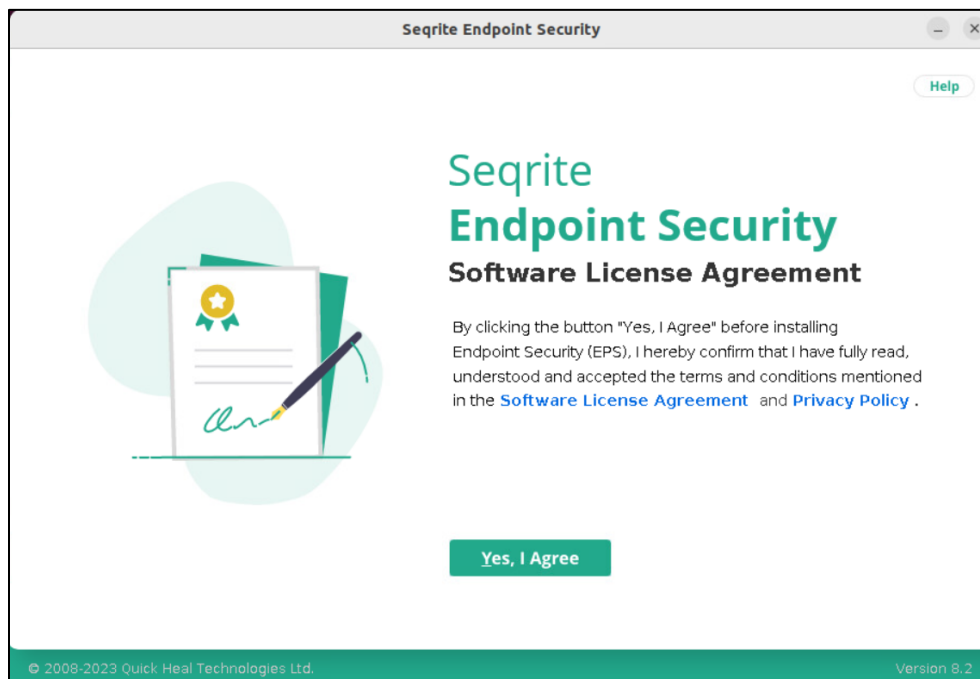 Seqrite Endpoint Security
Help
Seqrite
Endpoint Security
Software License Agreement
By clicking the button "Yes, I Agree" before installing
Endpoint Security (EPS), I hereby confirm that I have fully read,
understood and accepted the terms and conditions mentioned
in the Software License Agreement and Privacy Policy .
Yes, I Agree
© 2008-2023 Quick Heal Technologies Ltd.
Version 8.2